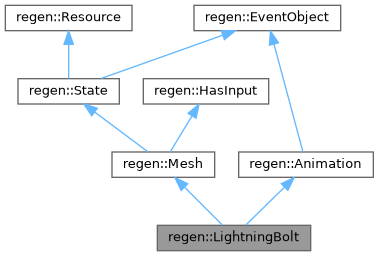 regen::Resource
regen::EventObject
regen::State
regen::HasInput
regen::Mesh
regen::Animation
regen::LightningBolt